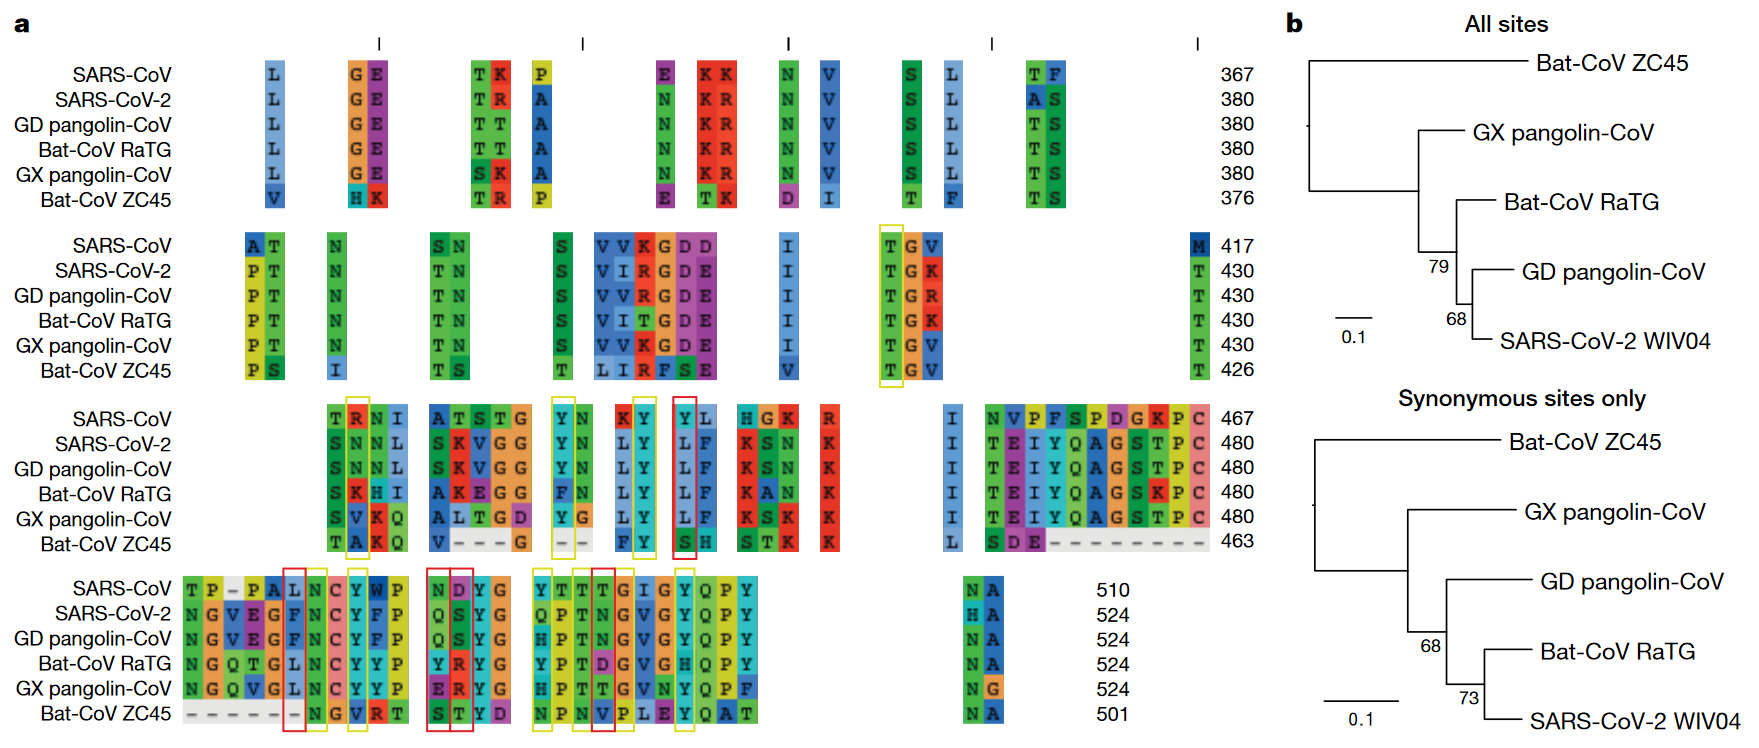 a
SARS-CoV L G E T K P E K K N V S L T F 367
SARS-CoV-2 L G E T R A N K R N V S L A S 380
GD pangolin-CoV L G E T T A N K R N V S L T S 380
Bat-CoV RaTG L G E T T A N K R N V S L T S 380
GX pangolin-CoV L G E S K A N K R N V S L T S 380
Bat-CoV ZC45 V H K T R P E T K D I T F T S 376
SARS-CoV A T N S N S V V K G D D I T G V M 417
SARS-CoV-2 P T N T N S V I R G D E I T G K T 430
GD pangolin-CoV P T N T N S V V R G D E I T G R T 430
Bat-CoV RaTG P T N T N S V I T G D E I T G K T 430
GX pangolin-CoV P T N T N S V V K G D E I T G V T 430
Bat-CoV ZC45 P S I T S T L I R F S E V T G V T 426
SARS-CoV T R N I A T S T G Y N K Y Y L H G K R I N V P F S P D G K P C 467
SARS-CoV-2 S N N L S K V G G Y N L Y L F K S N K I T E I Y Q A G S T P C 480
GD pangolin-CoV S N N L S K V G G Y N L Y L F K S N K I T E I Y Q A G S T P C 480
Bat-CoV RaTG S K H I A K E G G F N L Y L F K A N K I T E I Y Q A G S K P C 480
GX pangolin-CoV S V K Q A L T G D Y G L Y L F K S K K I T E I Y Q A G S T P C 480
Bat-CoV ZC45 T A K Q V - - - G - - F Y S H S T K K L S D E - - - - - - - - 463
SARS-CoV T P - P A L N C Y W P N D Y G Y T T T G I G Y Q P Y N A 510
SARS-CoV-2 N G V E G F N C Y F P Q S Y G Q P T N G V G Y Q P Y H A 524
GD pangolin-CoV N G V E G F N C Y F P Q S Y G H P T N G V G Y Q P Y N A 524
Bat-CoV RaTG N G Q T G L N C Y Y P Y R Y G Y P T D G V G H Q P Y N A 524
GX pangolin-CoV N G Q V G L N C Y Y P E R Y G H P T T G V N Y Q P F N G 524
Bat-CoV ZC45 - - - - - - N G V R T S T Y D N P N V P L E Y Q A T N A 501
b
All sites
Bat-CoV ZC45
GX pangolin-CoV
Bat-CoV RaTG
79
GD pangolin-CoV
68
0.1
SARS-CoV-2 WIV04
Synonymous sites only
Bat-CoV ZC45
GX pangolin-CoV
GD pangolin-CoV
68
Bat-CoV RaTG
73
0.1
SARS-CoV-2 WIV04